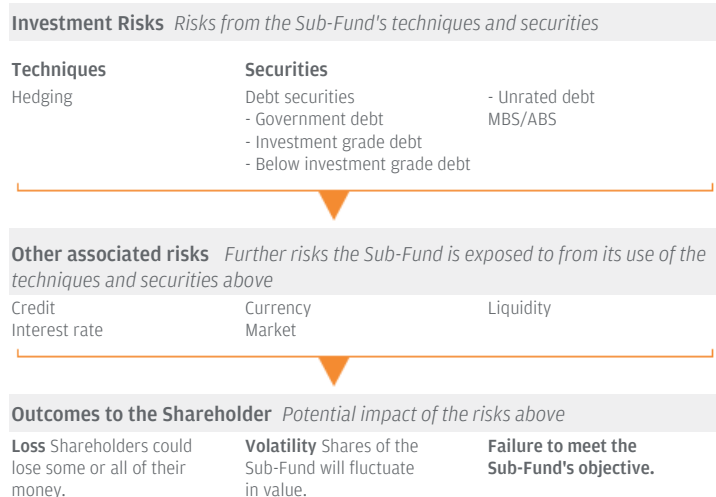 Investment Risks Risks from the Sub-Fund's techniques and securities
Techniques
Hedging
Securities
Debt securities
- Government debt
- Investment grade debt
- Below investment grade debt
- Unrated debt
MBS/ABS
Other associated risks Further risks the Sub-Fund is exposed to from its use of the
techniques and securities above
Credit
Interest rate
Currency
Market
Liquidity
Outcomes to the Shareholder Potential impact of the risks above
Loss Shareholders could
lose some or all of their
money.
Volatility Shares of the
Sub-Fund will fluctuate
in value.
Failure to meet the
Sub-Fund's objective.